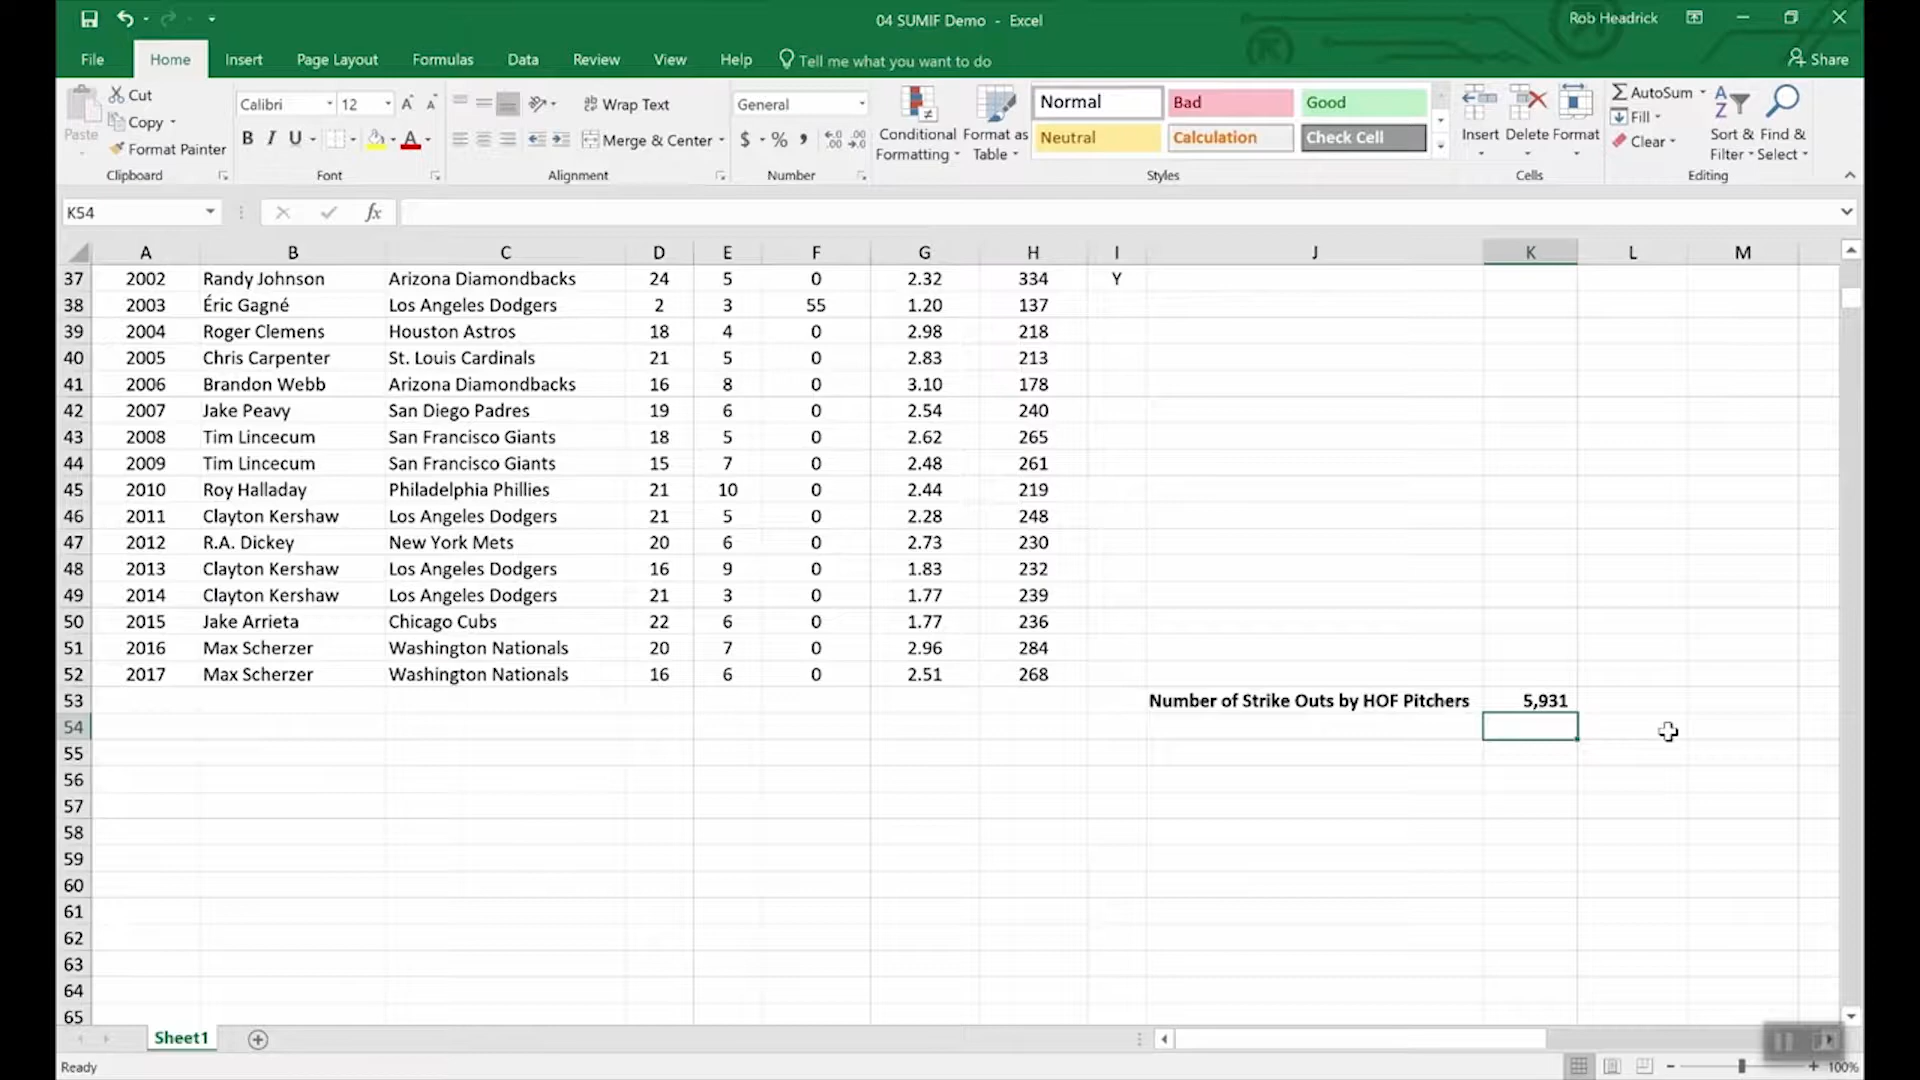 04 SUMIF Demo - Excel
Rob Headrick
File Home Insert Page Layout Formulas Data Review View Help Tell me what you want to do Share
Paste
Cut
Copy
Format Painter
Clipboard
Calibri 12
B I U
Font
Wrap Text
Merge & Center
Alignment
General
$ %
Number
Conditional Formatting
Format as Table
Normal Bad Good
Neutral Calculation Check Cell
Styles
Insert Delete Format
Cells
AutoSum
Fill
Clear
Sort & Filter
Find & Select
Editing
K54 fx
A B C D E F G H I J K L M
37 2002 Randy Johnson Arizona Diamondbacks 24 5 0 2.32 334 Y
38 2003 Éric Gagné Los Angeles Dodgers 2 3 55 1.20 137
39 2004 Roger Clemens Houston Astros 18 4 0 2.98 218
40 2005 Chris Carpenter St. Louis Cardinals 21 5 0 2.83 213
41 2006 Brandon Webb Arizona Diamondbacks 16 8 0 3.10 178
42 2007 Jake Peavy San Diego Padres 19 6 0 2.54 240
43 2008 Tim Lincecum San Francisco Giants 18 5 0 2.62 265
44 2009 Tim Lincecum San Francisco Giants 15 7 0 2.48 261
45 2010 Roy Halladay Philadelphia Phillies 21 10 0 2.44 219
46 2011 Clayton Kershaw Los Angeles Dodgers 21 5 0 2.28 248
47 2012 R.A. Dickey New York Mets 20 6 0 2.73 230
48 2013 Clayton Kershaw Los Angeles Dodgers 16 9 0 1.83 232
49 2014 Clayton Kershaw Los Angeles Dodgers 21 3 0 1.77 239
50 2015 Jake Arrieta Chicago Cubs 22 6 0 1.77 236
51 2016 Max Scherzer Washington Nationals 20 7 0 2.96 284
52 2017 Max Scherzer Washington Nationals 16 6 0 2.51 268
53 Number of Strike Outs by HOF Pitchers 5,931
54
55
56
57
58
59
60
61
62
63
64
65
Sheet1
Ready 100%